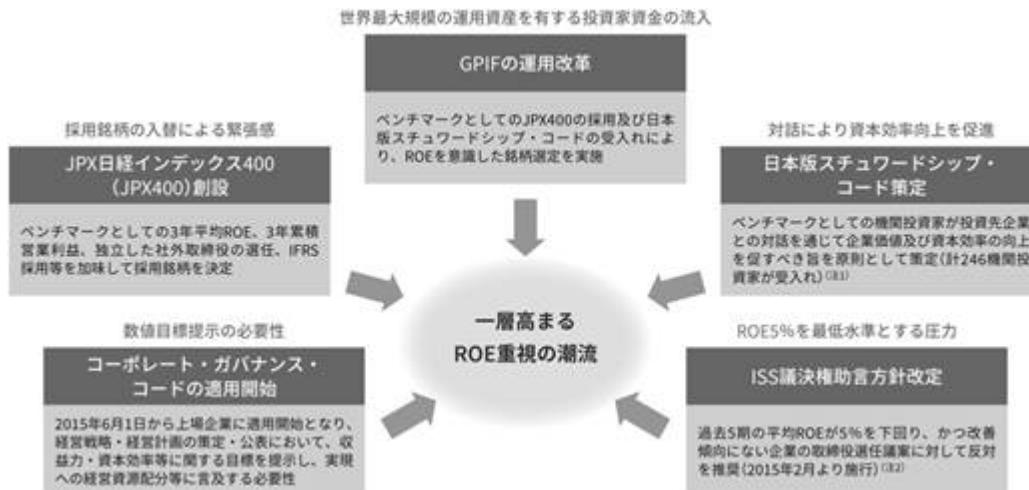 世界最大規模の運用資産を有する投資家資金の流入
GPIFの運用改革
ベンチマークとしてのJPX400の採用及び日本
版スチュワードシップ・コードの受入れによ
り、ROEを意識した銘柄選定を実施
採用銘柄の入替による緊張感
JPX日経インデックス400
(JPX400)創設
ベンチマークとしての3年平均ROE、3年累積
営業利益、独立した社外取締役の選任、IFRS
採用等を加味して採用銘柄を決定
対話により資本効率向上を促進
日本版スチュワードシップ・
コード策定
ベンチマークとしての機関投資家が投資先企業
との対話を通じて企業価値及び資本効率の向上
を促すべき旨を原則として策定(計246機関投
資家が受入れ)(注1)
一層高まる
ROE重視の潮流
数値目標提示の必要性
コーポレート・ガバナンス・
コードの適用開始
2015年6月1日から上場企業に適用開始となり、
経営戦略・経営計画の策定・公表において、収
益力・資本効率等に関する目標を提示し、実現
への経営資源配分等に言及する必要性
ROE5%を最低水準とする圧力
ISS議決権助言方針改定
過去5期の平均ROEが5%を下回り、かつ改善
傾向にない企業の取締役選任議案に対して反対
を推奨(2015年2月より施行)(注2)